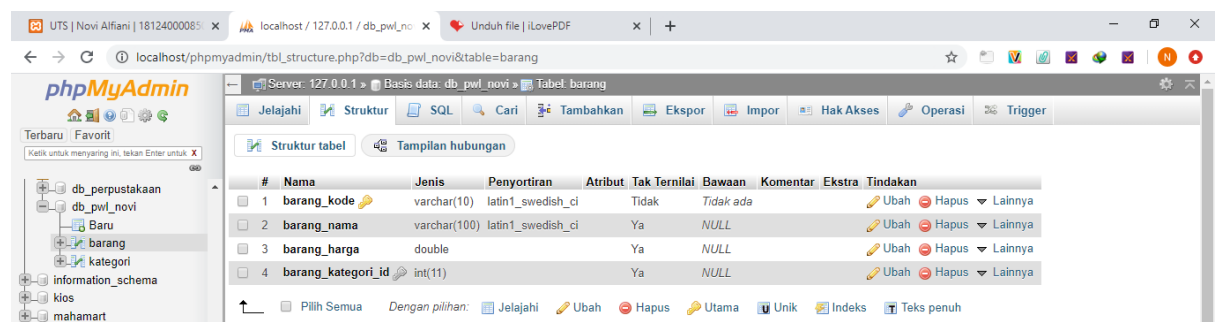 UTS | Novi Alfiani | 1812400008
localhost / 127.0.0.1 / db_pwl_no
Unduh file | iLovePDF
localhost/phpmyadmin/tbl_structure.php?db=db_pwl_novi&table=barang
N
phpMyAdmin
Server: 127.0.0.1 » Basis data: db_pwl_novi » Tabel: barang
Jelajahi Struktur SQL Cari Tambahkan Ekspor Impor Hak Akses Operasi Trigger
Terbaru Favorit
Ketik untuk menyaring ini, tekan Enter untuk X
Struktur tabel Tampilan hubungan
db_perpustakaan
db_pwl_novi
Baru
barang
kategori
information_schema
kios
mahamart
# Nama Jenis Penyortiran Atribut Tak Ternilai Bawaan Komentar Ekstra Tindakan
1 barang_kode varchar(10) latin1_swedish_ci Tidak Tidak ada Ubah Hapus Lainnya
2 barang_nama varchar(100) latin1_swedish_ci Ya NULL Ubah Hapus Lainnya
3 barang_harga double Ya NULL Ubah Hapus Lainnya
4 barang_kategori_id int(11) Ya NULL Ubah Hapus Lainnya
Pilih Semua Dengan pilihan: Jelajahi Ubah Hapus Utama Unik Indeks Teks penuh